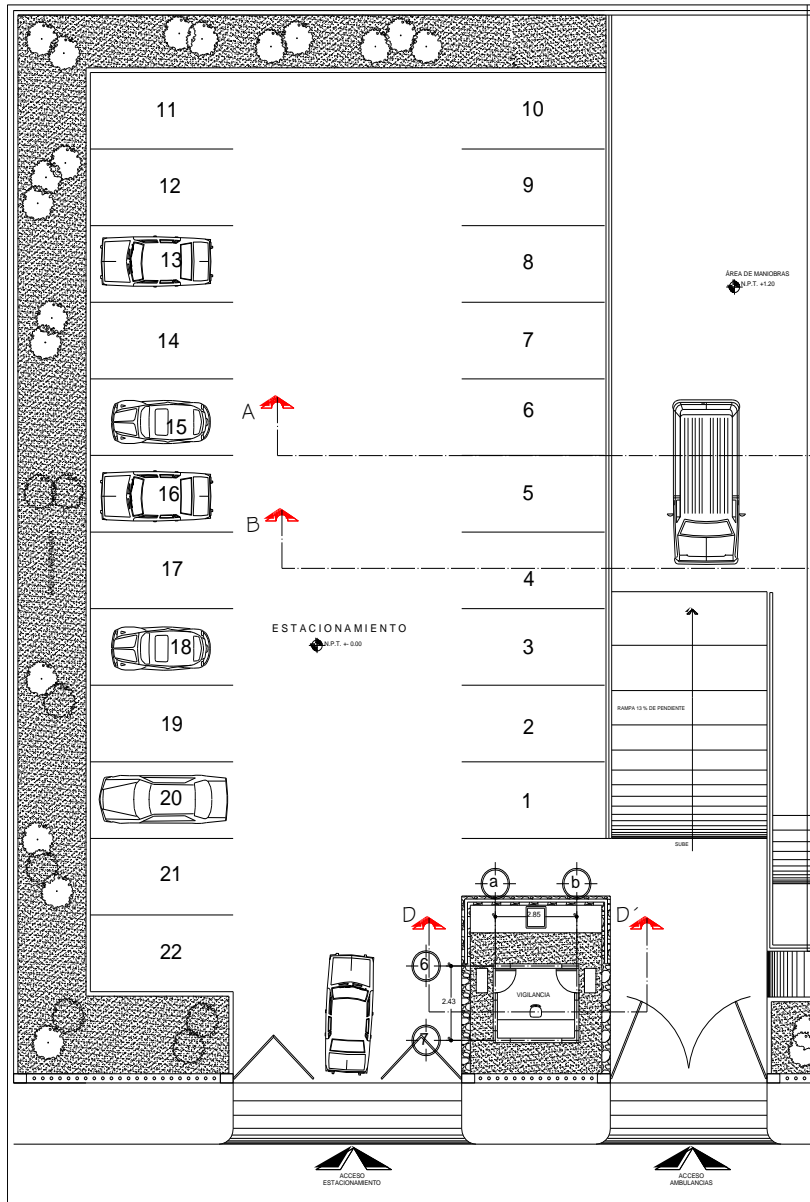 11
10
12
9
13
8
ÁREA DE MANIOBRAS
N.P.T. +1.20
14
7
A
15
6
16
5
B
17
4
ESTACIONAMIENTO
N.P.T. +- 0.00
18
3
RAMPA 13 % DE PENDIENTE
19
2
20
1
SUBE
21
a
b
D
2.85
D´
22
6
VIGILANCIA
2.43
7
ACCESO
ESTACIONAMIENTO
ACCESO
AMBULANCIAS